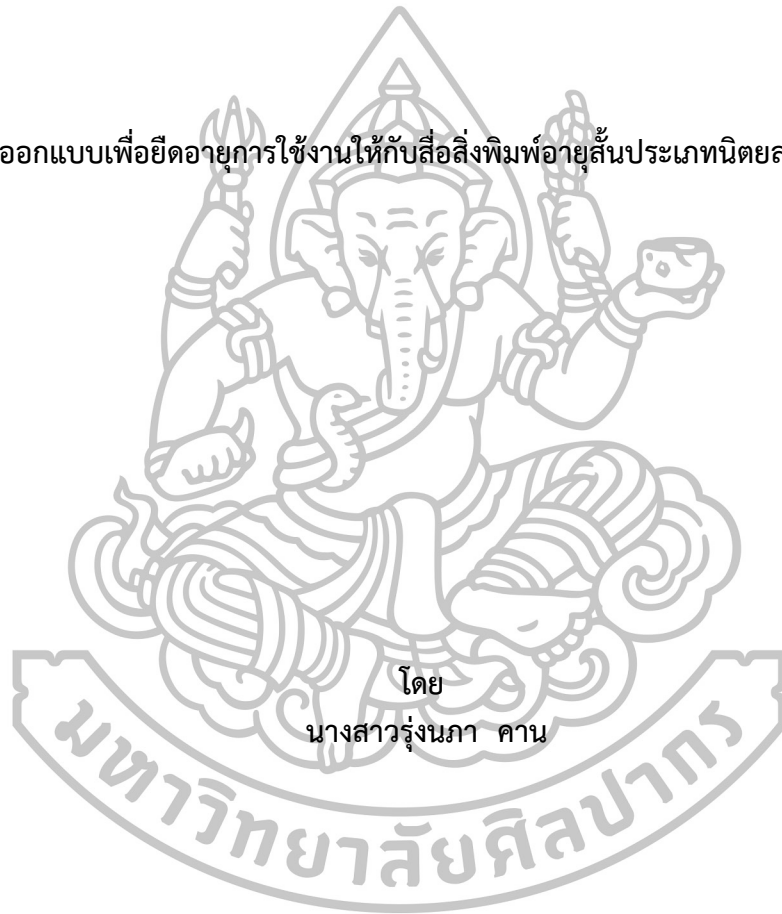 ออกแบบเพื่อยืดอายุการใช้งานให้กับสื่อสิ่งพิมพ์อายุสั้นประเภท
โดย
นางสาวรุ่งนภา คาน
มหาวิทยาลัยศิลปากร